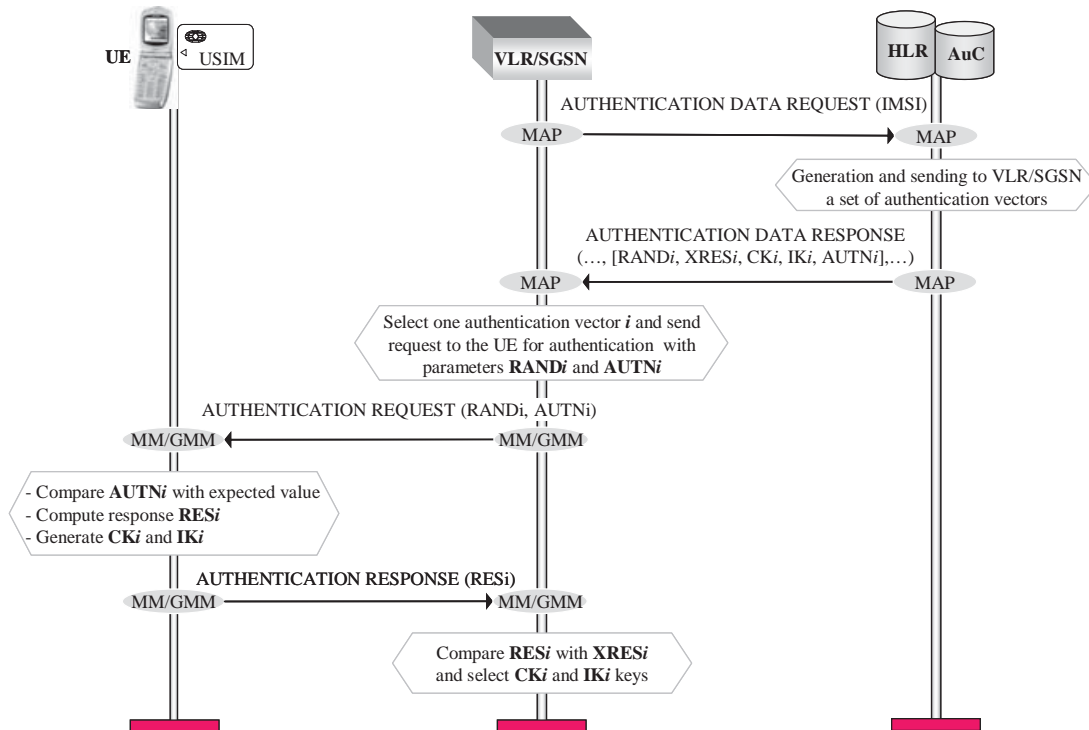 UE
USIM
VLR/SGSN
HLR
AuC
AUTHENTICATION DATA REQUEST (IMSI)
MAP
MAP
Generation and sending to VLR/SGSN
a set of authentication vectors
AUTHENTICATION DATA RESPONSE
(…, [RANDi, XRESi, CKi, IKi, AUTNi],…)
MAP
MAP
Select one authentication vector i and send
request to the UE for authentication with
parameters RANDi and AUTNi
AUTHENTICATION REQUEST (RANDi, AUTNi)
MM/GMM
MM/GMM
- Compare AUTNi with expected value
- Compute response RESi
- Generate CKi and IKi
AUTHENTICATION RESPONSE (RESi)
MM/GMM
MM/GMM
Compare RESi with XRESi
and select CKi and IKi keys